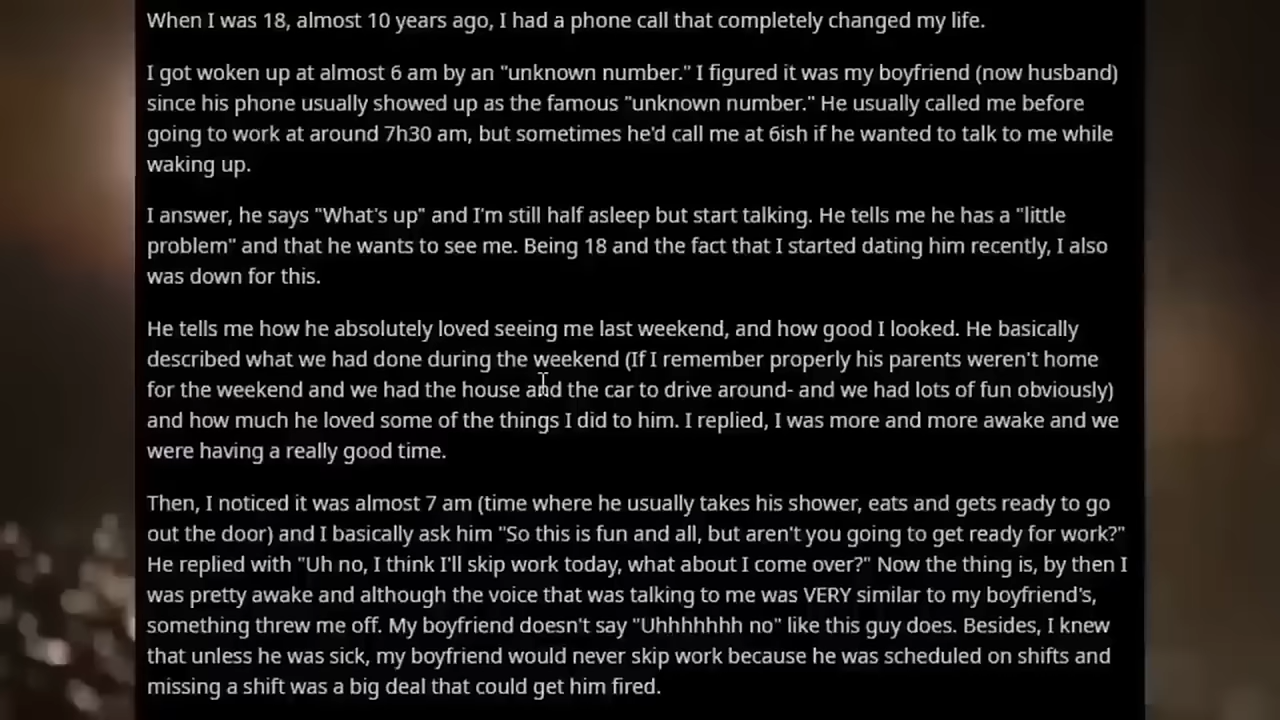 When I was 18, almost 10 years ago, I had a phone call that completely changed my life.
I got woken up at almost 6 am by an "unknown number." I figured it was my boyfriend (now husband)
since his phone usually showed up as the famous "unknown number." He usually called me before
going to work at around 7h30 am, but sometimes he'd call me at 6ish if he wanted to talk to me while
waking up.
I answer, he says "What's up" and I'm still half asleep but start talking. He tells me he has a "little
problem" and that he wants to see me. Being 18 and the fact that I started dating him recently, I also
was down for this.
He tells me how he absolutely loved seeing me last weekend, and how good I looked. He basically
described what we had done during the weekend (If I remember properly his parents weren't home
for the weekend and we had the house and the car to drive around- and we had lots of fun obviously)
and how much he loved some of the things I did to him. I replied, I was more and more awake and we
were having a really good time.
Then, I noticed it was almost 7 am (time where he usually takes his shower, eats and gets ready to go
out the door) and I basically ask him "So this is fun and all, but aren't you going to get ready for work?"
He replied with "Uh no, I think I'll skip work today, what about I come over?" Now the thing is, by then I
was pretty awake and although the voice that was talking to me was VERY similar to my boyfriend's,
something threw me off. My boyfriend doesn't say "Uhhhhhhh no" like this guy does. Besides, I knew
that unless he was sick, my boyfriend would never skip work because he was scheduled on shifts and
missing a shift was a big deal that could get him fired.